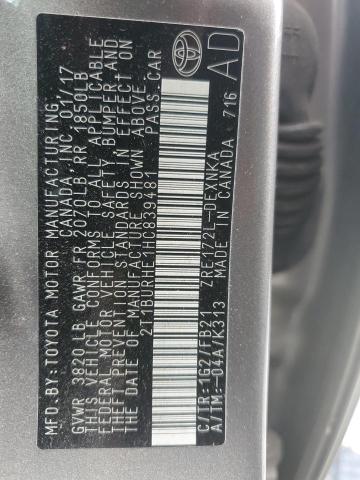 MFD.BY:TOYOTA MOTOR MANUFACTURING,
CANADA, INC. 01/17
GVWR 3820LB GAWR FR 2070LB RR 1850LB
THIS VEHICLE CONFORMS TO ALL APPLICABLE
FEDERAL MOTOR VEHICLE SAFETY, BUMPER AND
THEFT PREVENTION STANDARDS IN EFFECT ON
THE DATE OF MANUFACTURE SHOWN ABOVE.
2T1BURHE1HC839481 PASS.CAR
C/TR:1G7/FB21 ZRE172L-DEXNKA
A/TM:-04A/K313 MADE IN CANADA 716
TOYOTA
AD